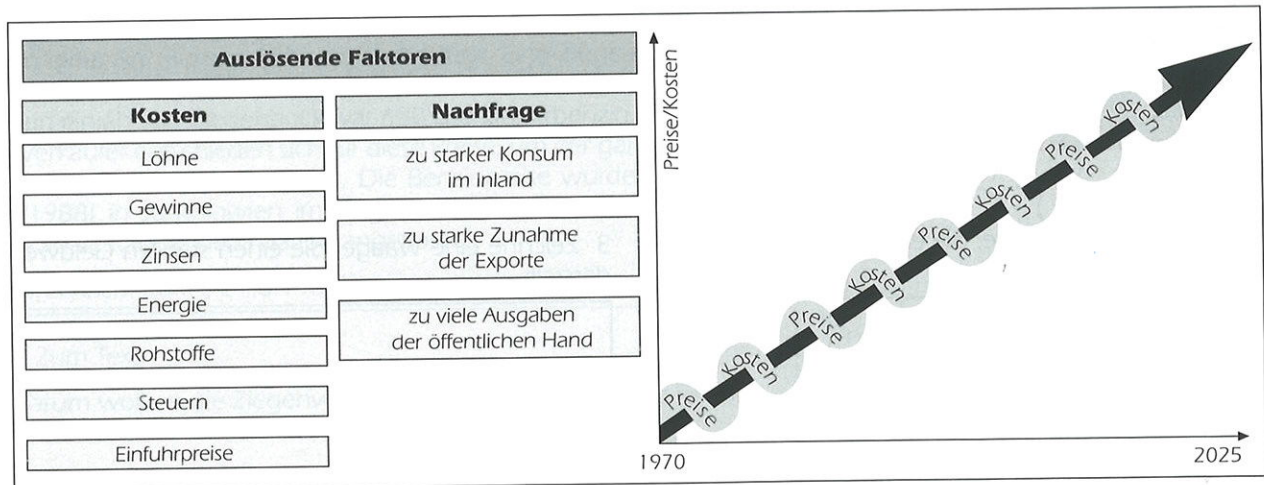 Auslösende Faktoren
Kosten
Löhne
Gewinne
Zinsen
Energie
Rohstoffe
Steuern
Einfuhrpreise
Nachfrage
zu starker Konsum
im Inland
zu starke Zunahme
der Exporte
zu viele Ausgaben
der öffentlichen Hand
Preise/Kosten
Preise
Kosten
Preise
Kosten
Preise
Kosten
Preise
Kosten
1970
2025